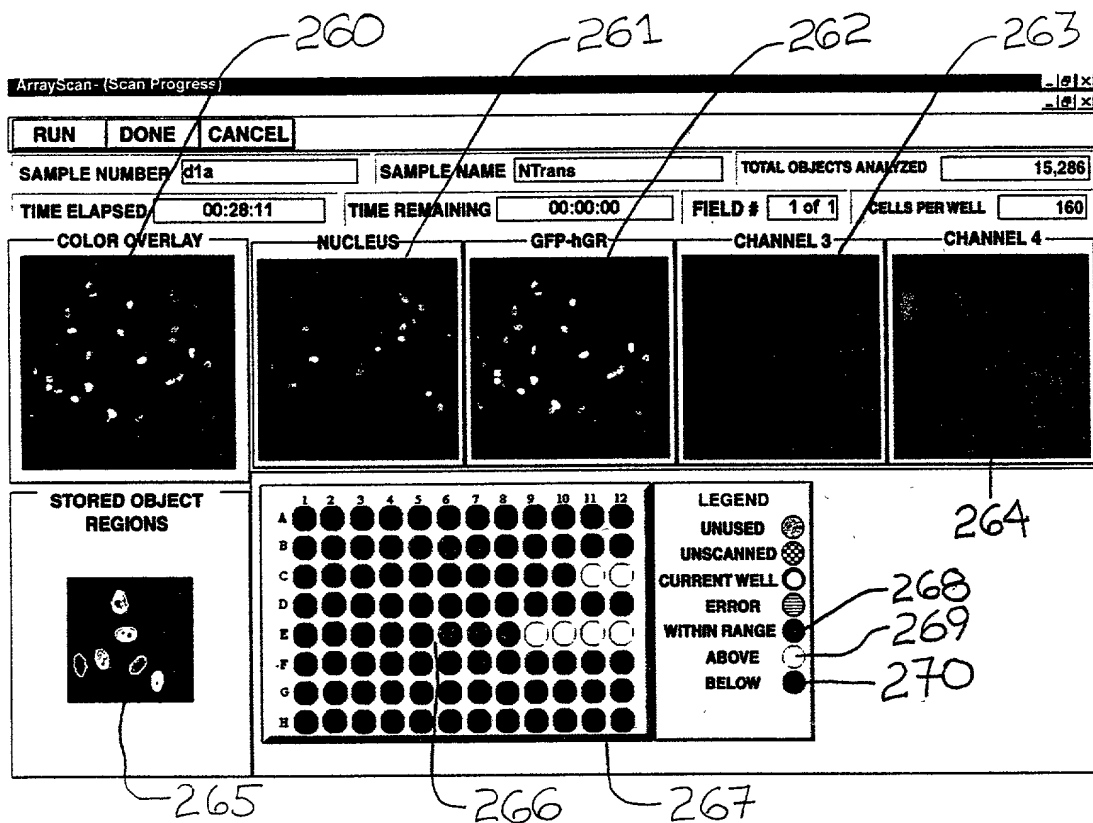 260 261 262 263
ArrayScan- (Scan Progress)
RUN DONE CANCEL
SAMPLE NUMBER d1a SAMPLE NAME NTrans TOTAL OBJECTS ANALYZED 15,286
TIME ELAPSED 00:28:11 TIME REMAINING 00:00:00 FIELD # 1 of 1 CELLS PER WELL 160
COLOR OVERLAY NUCLEUS GFP-hGR CHANNEL 3 CHANNEL 4
264
STORED OBJECT
REGIONS
1 2 3 4 5 6 7 8 9 10 11 12
A
B
C
D
E
F
G
H
LEGEND
UNUSED
UNSCANNED
CURRENT WELL
ERROR
WITHIN RANGE 268
ABOVE 269
BELOW 270
265 266 267